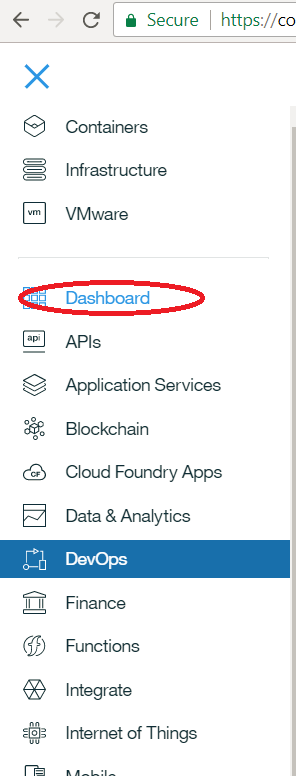 Secure https://co
Containers
Infrastructure
vm VMware
Dashboard
api APIs
Application Services
Blockchain
CF Cloud Foundry Apps
Data & Analytics
DevOps
Finance
Functions
Integrate
Internet of Things
Mobile